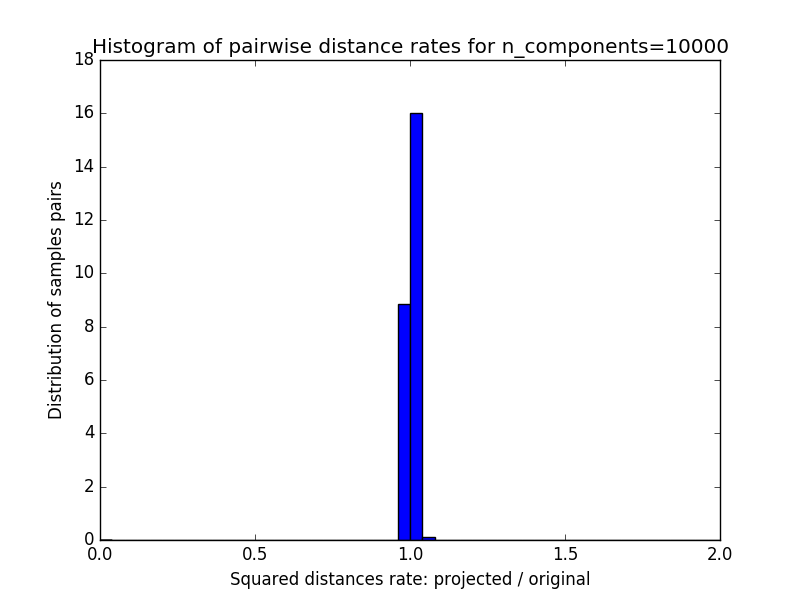 Histogram of pairwise distance rates for n_components=10000
18
16
14
12
10
8
6
4
2
0
Distribution of samples pairs
0.0 0.5 1.0 1.5 2.0
Squared distances rate: projected / original